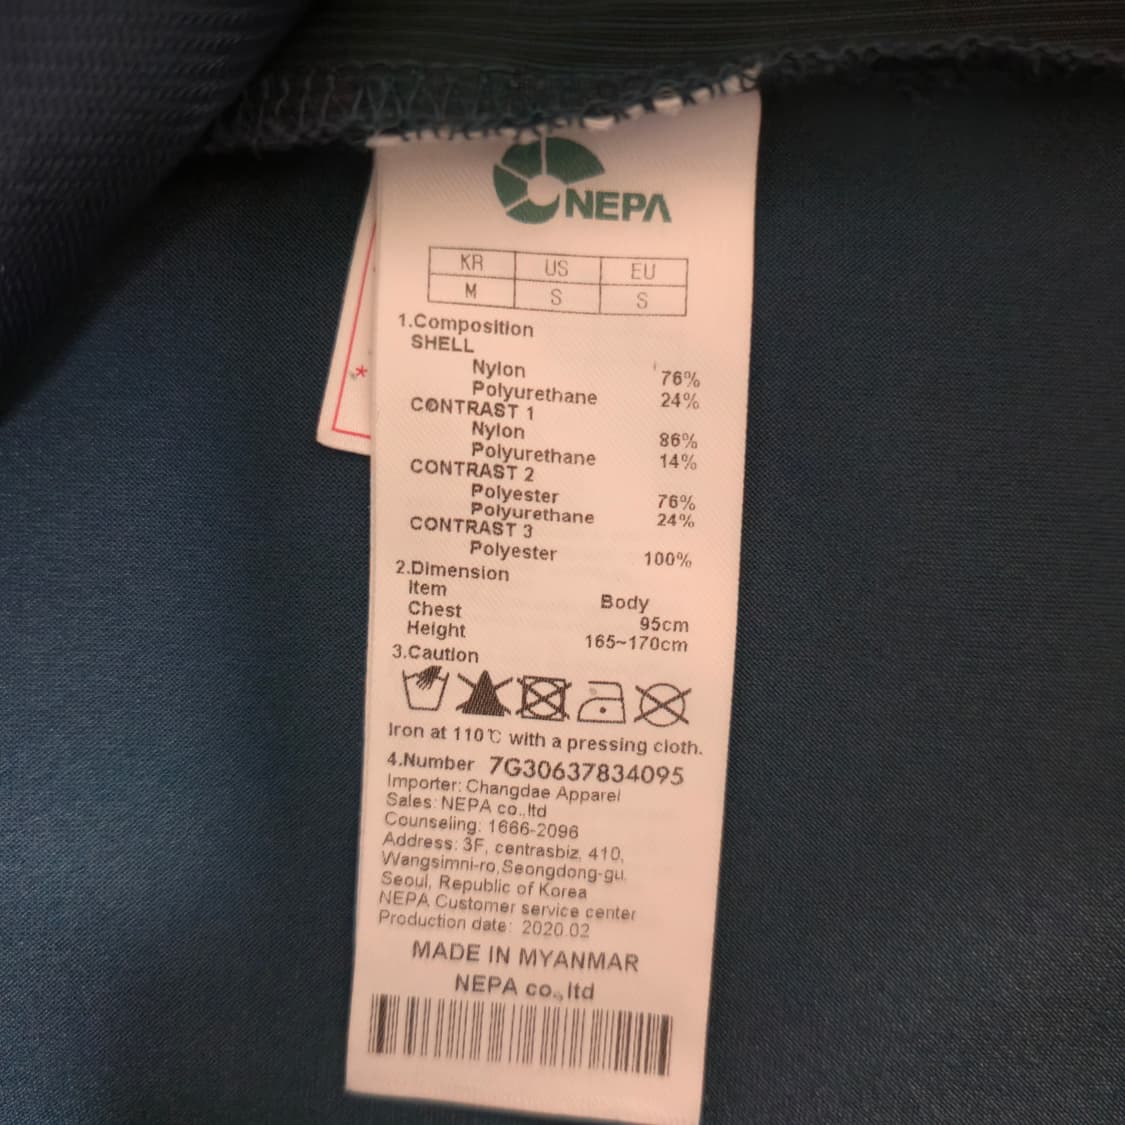 NEPA
KR US EU
M S S
1.Composition
SHELL
Nylon 76%
Polyurethane 24%
CONTRAST 1
Nylon 86%
Polyurethane 14%
CONTRAST 2
Polyester 76%
Polyurethane 24%
CONTRAST 3
Polyester 100%
2.Dimension
Item Body
Chest 95cm
Height 165~170cm
3.Caution
Iron at 110℃ with a pressing cloth.
4.Number 7G30637834095
Importer: Changdae Apparel
Sales: NEPA co.,ltd
Counseling: 1666-2096
Address: 3F, centrasbiz, 410,
Wangsimni-ro,Seongdong-gu,
Seoul, Republic of Korea
NEPA Customer service center
Production date: 2020.02
MADE IN MYANMAR
NEPA co.,ltd